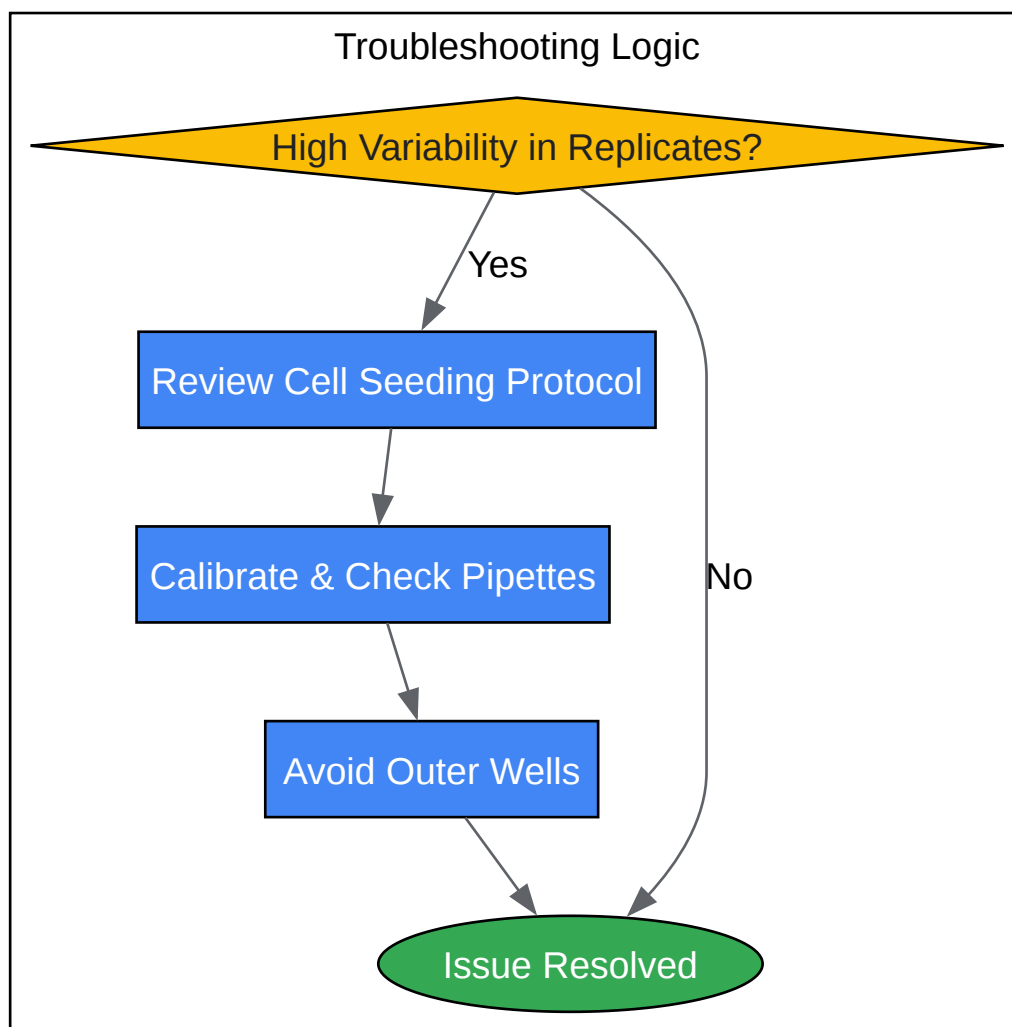 Troubleshooting Logic
High Variability in Replicates?
Yes
Review Cell Seeding Protocol
Calibrate & Check Pipettes
No
Avoid Outer Wells
Issue Resolved